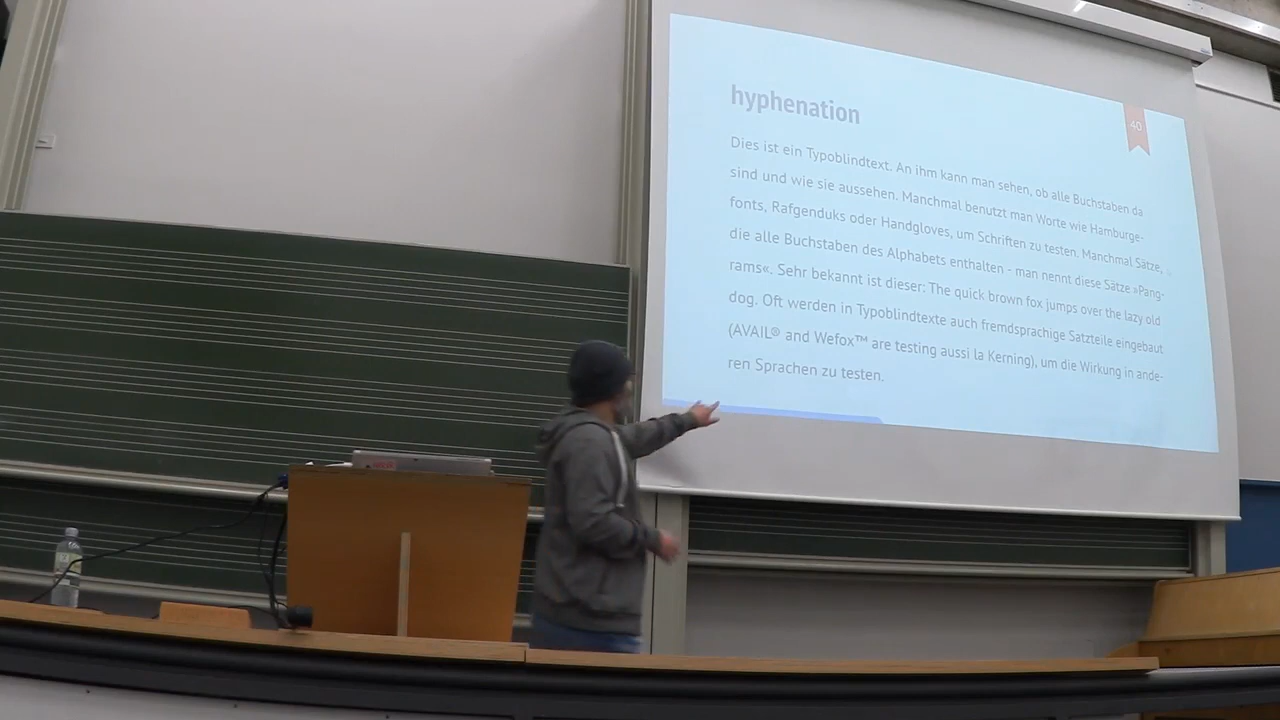 hyphenation
40
Dies ist ein Typoblindtext. An ihm kann man sehen, ob alle Buchstaben da
sind und wie sie aussehen. Manchmal benutzt man Worte wie Hamburge-
fonts, Rafgenduks oder Handgloves, um Schriften zu testen. Manchmal Sätze,
die alle Buchstaben des Alphabets enthalten - man nennt diese Sätze »Pang-
rams«. Sehr bekannt ist dieser: The quick brown fox jumps over the lazy old
dog. Oft werden in Typoblindtexte auch fremdsprachige Satzteile eingebaut
(AVAIL® and Wefox™ are testing aussi la Kerning), um die Wirkung in ande-
ren Sprachen zu testen.